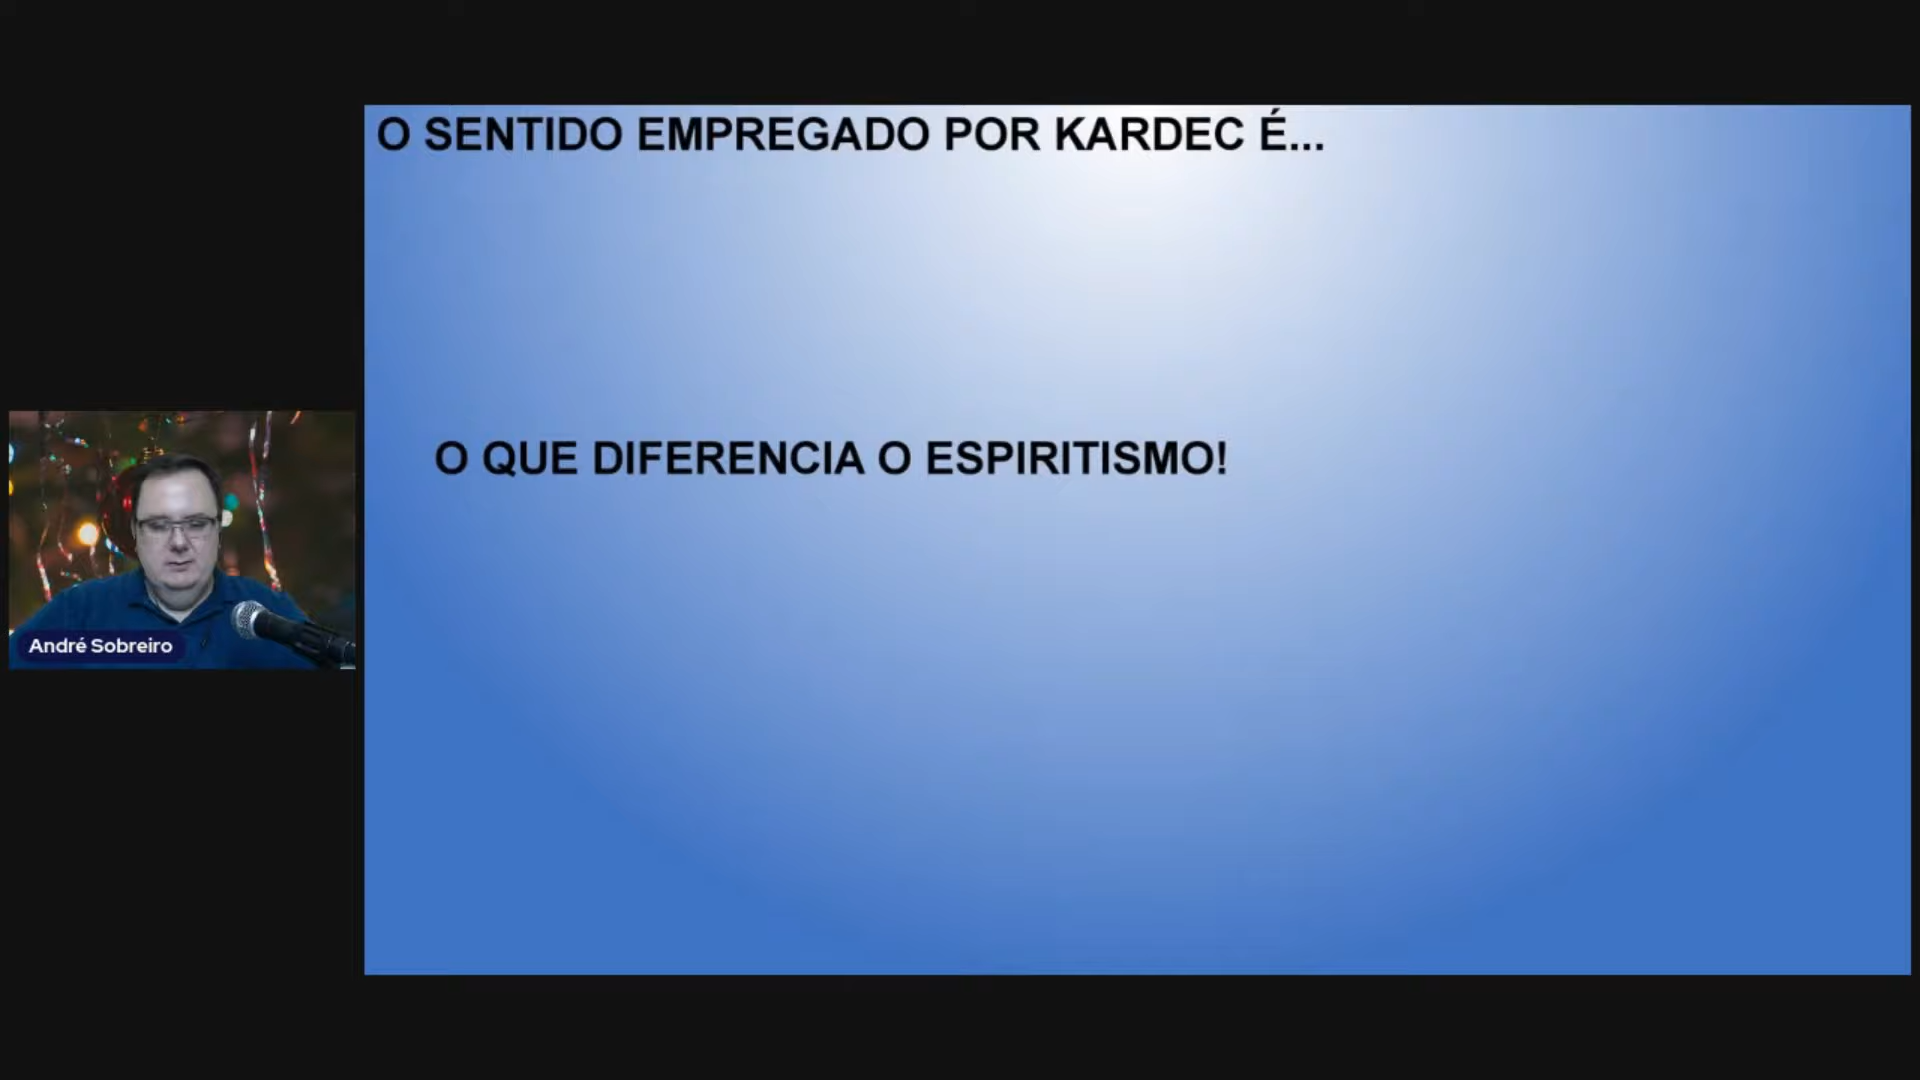 O SENTIDO EMPREGADO POR KARDEC É...
O QUE DIFERENCIA O ESPIRITISMO!
André Sobreiro